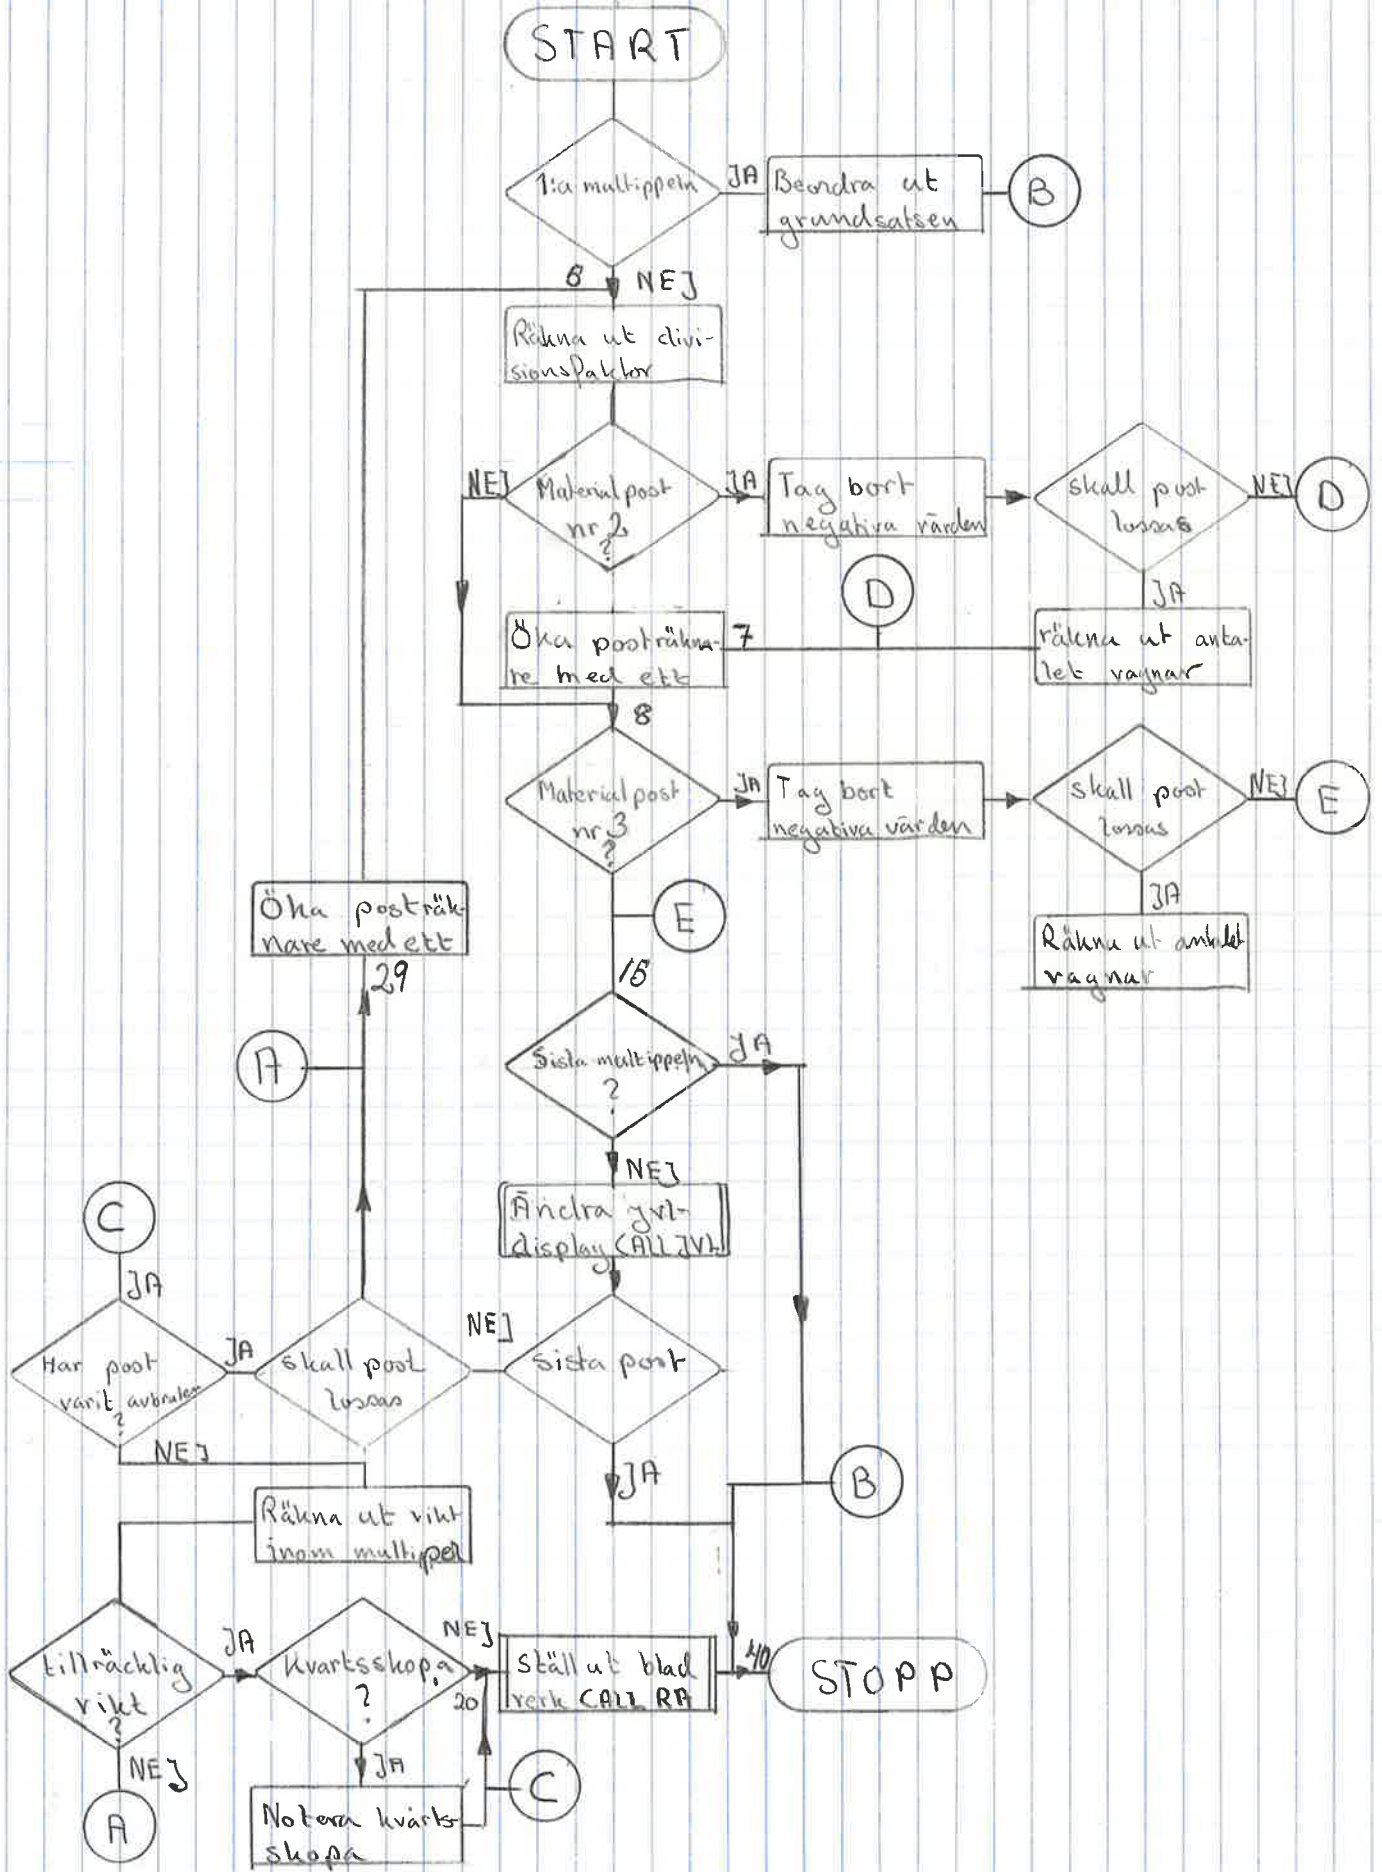 START
1:a multippeln
JA
Beordra ut
grundsatsen
B
6
NEJ
Räkna ut divi-
sionsfaktor
NEJ
Materialpost
nr 2
?
JA
Tag bort
negativa värden
skall post
lossas
NEJ
D
D
JA
Öka posträkna-
re med ett
7
räkna ut anta-
let vagnar
8
Materialpost
nr 3
?
JA
Tag bort
negativa värden
skall post
lossas
NEJ
E
JA
Öka posträk-
nare med ett
E
Räkna ut antalet
vagnar
29
15
A
Sista multippeln
?
JA
NEJ
C
Ändra jvl-
display CALL JVL
JA
NEJ
Har post
varit avbruten
?
JA
skall post
lossas
sista post
NEJ
JA
B
Räkna ut vikt
inom multipel
tillräcklig
vikt
?
JA
kvartsskopa
?
NEJ
20
Ställ ut blad
verk CALL RA
40
STOPP
NEJ
JA
C
A
Notera kvarts-
skopa